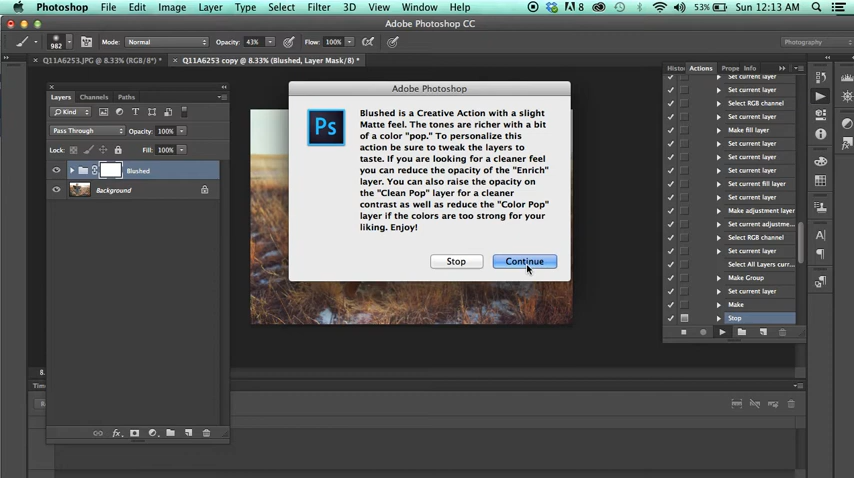 Photoshop File Edit Image Layer Type Select Filter 3D View Window Help 8 53% Sun 12:13 AM
Adobe Photoshop CC
982 Mode: Normal Opacity: 43% Flow: 100% Photography
Q11A6253.JPG @ 8.33% (RGB/8*) * Q11A6253 copy @ 8.33% (Blushed, Layer Mask/8) *
Layers Channels Paths
Kind
Pass Through Opacity: 100%
Lock: Fill: 100%
Blushed
Background
Adobe Photoshop
Ps
Blushed is a Creative Action with a slight
Matte feel. The tones are richer with a bit
of a color "pop." To personalize this
action be sure to tweak the layers to
taste. If you are looking for a cleaner feel
you can reduce the opacity of the "Enrich"
layer. You can also raise the opacity on
the "Clean Pop" layer for a cleaner
contrast as well as reduce the "Color Pop"
layer if the colors are too strong for your
liking. Enjoy!
Stop Continue
Histo Actions Prope Info
Set current layer
Set current layer
Select RGB channel
Set current layer
Make fill layer
Set current layer
Set current layer
Set current layer
Set current fill layer
Set current layer
Make adjustment layer
Set current adjustme...
Select RGB channel
Set current layer
Select All Layers curr...
Make Group
Set current layer
Make
Stop
8.
Time
fx